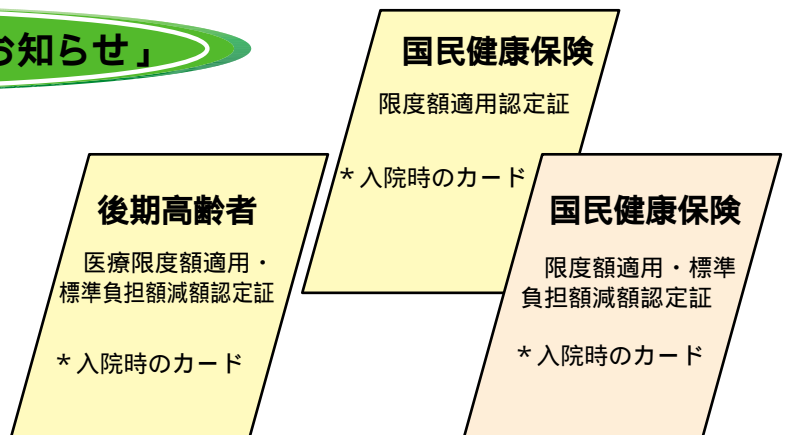 お知らせ」
国民健康保険
限度額適用認定証
＊入院時のカード
後期高齢者
医療限度額適用・
標準負担額減額認定証
＊入院時のカード
国民健康保険
限度額適用・標準
負担額減額認定証
＊入院時のカード